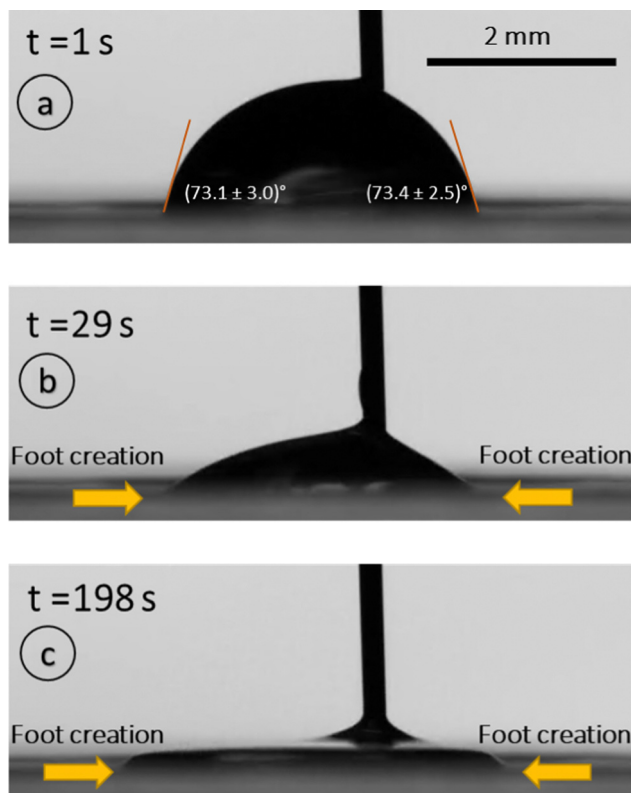 t =1 s
2 mm
a
(73.1 ± 3.0)°
(73.4 ± 2.5)°
t =29 s
b
Foot creation
Foot creation
t =198 s
c
Foot creation
Foot creation